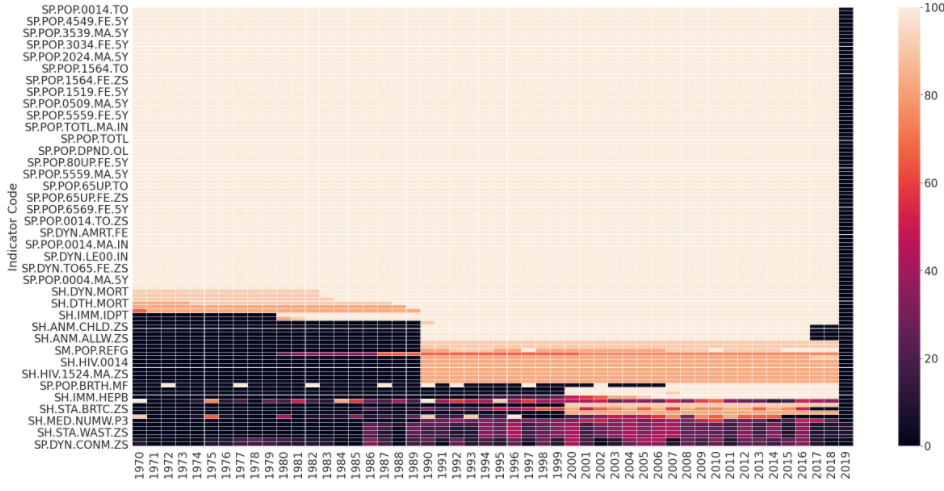 SP.POP.0014.TO
SP.POP.4549.FE.5Y
SP.POP.3539.MA.5Y
SP.POP.3034.FE.5Y
SP.POP.2024.MA.5Y
SP.POP.1564.TO
SP.POP.1564.FE.ZS
SP.POP.1519.FE.5Y
SP.POP.0509.MA.5Y
SP.POP.5559.FE.5Y
SP.POP.TOTL.MA.IN
SP.POP.TOTL
SP.POP.DPND.OL
SP.POP.80UP.FE.5Y
SP.POP.5559.MA.5Y
SP.POP.65UP.TO
SP.POP.65UP.FE.ZS
SP.POP.6569.FE.5Y
SP.POP.0014.TO.ZS
SP.DYN.AMRT.FE
SP.POP.0014.MA.IN
SP.DYN.LE00.IN
SP.DYN.TO65.FE.ZS
SP.POP.0004.MA.5Y
SH.DYN.MORT
SH.DTH.MORT
SH.IMM.IDPT
SH.ANM.CHLD.ZS
SH.ANM.ALLW.ZS
SM.POP.REFG
SH.HIV.0014
SH.HIV.1524.MA.ZS
SP.POP.BRTH.MF
SH.IMM.HEPB
SH.STA.BRTC.ZS
SH.MED.NUMW.P3
SH.STA.WAST.ZS
SP.DYN.CONM.ZS
Indicator Code
1970 1971 1972 1973 1974 1975 1976 1977 1978 1979 1980 1981 1982 1983 1984 1985 1986 1987 1988 1989 1990 1991 1992 1993 1994 1995 1996 1997 1998 1999 2000 2001 2002 2003 2004 2005 2006 2007 2008 2009 2010 2011 2012 2013 2014 2015 2016 2017 2018 2019
100
80
60
40
20
0